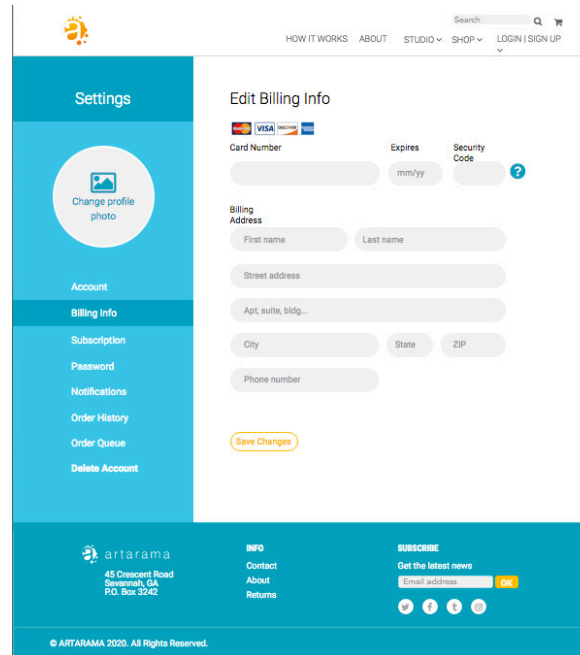 a.
Search
HOW IT WORKS ABOUT STUDIO SHOP LOGIN | SIGN UP
Settings
Change profile
photo
Account
Billing Info
Subscription
Password
Notifications
Order History
Order Queue
Delete Account
Edit Billing Info
VISA DISCOVER
Card Number Expires Security
Code
mm/yy ?
Billing
Address
First name Last name
Street address
Apt, suite, bldg...
City State ZIP
Phone number
Save Changes
a. artarama
45 Crescent Road
Savannah, GA
P.O. Box 3242
INFO
Contact
About
Returns
SUBSCRIBE
Get the latest news
Email address OK
© ARTARAMA 2020. All Rights Reserved.